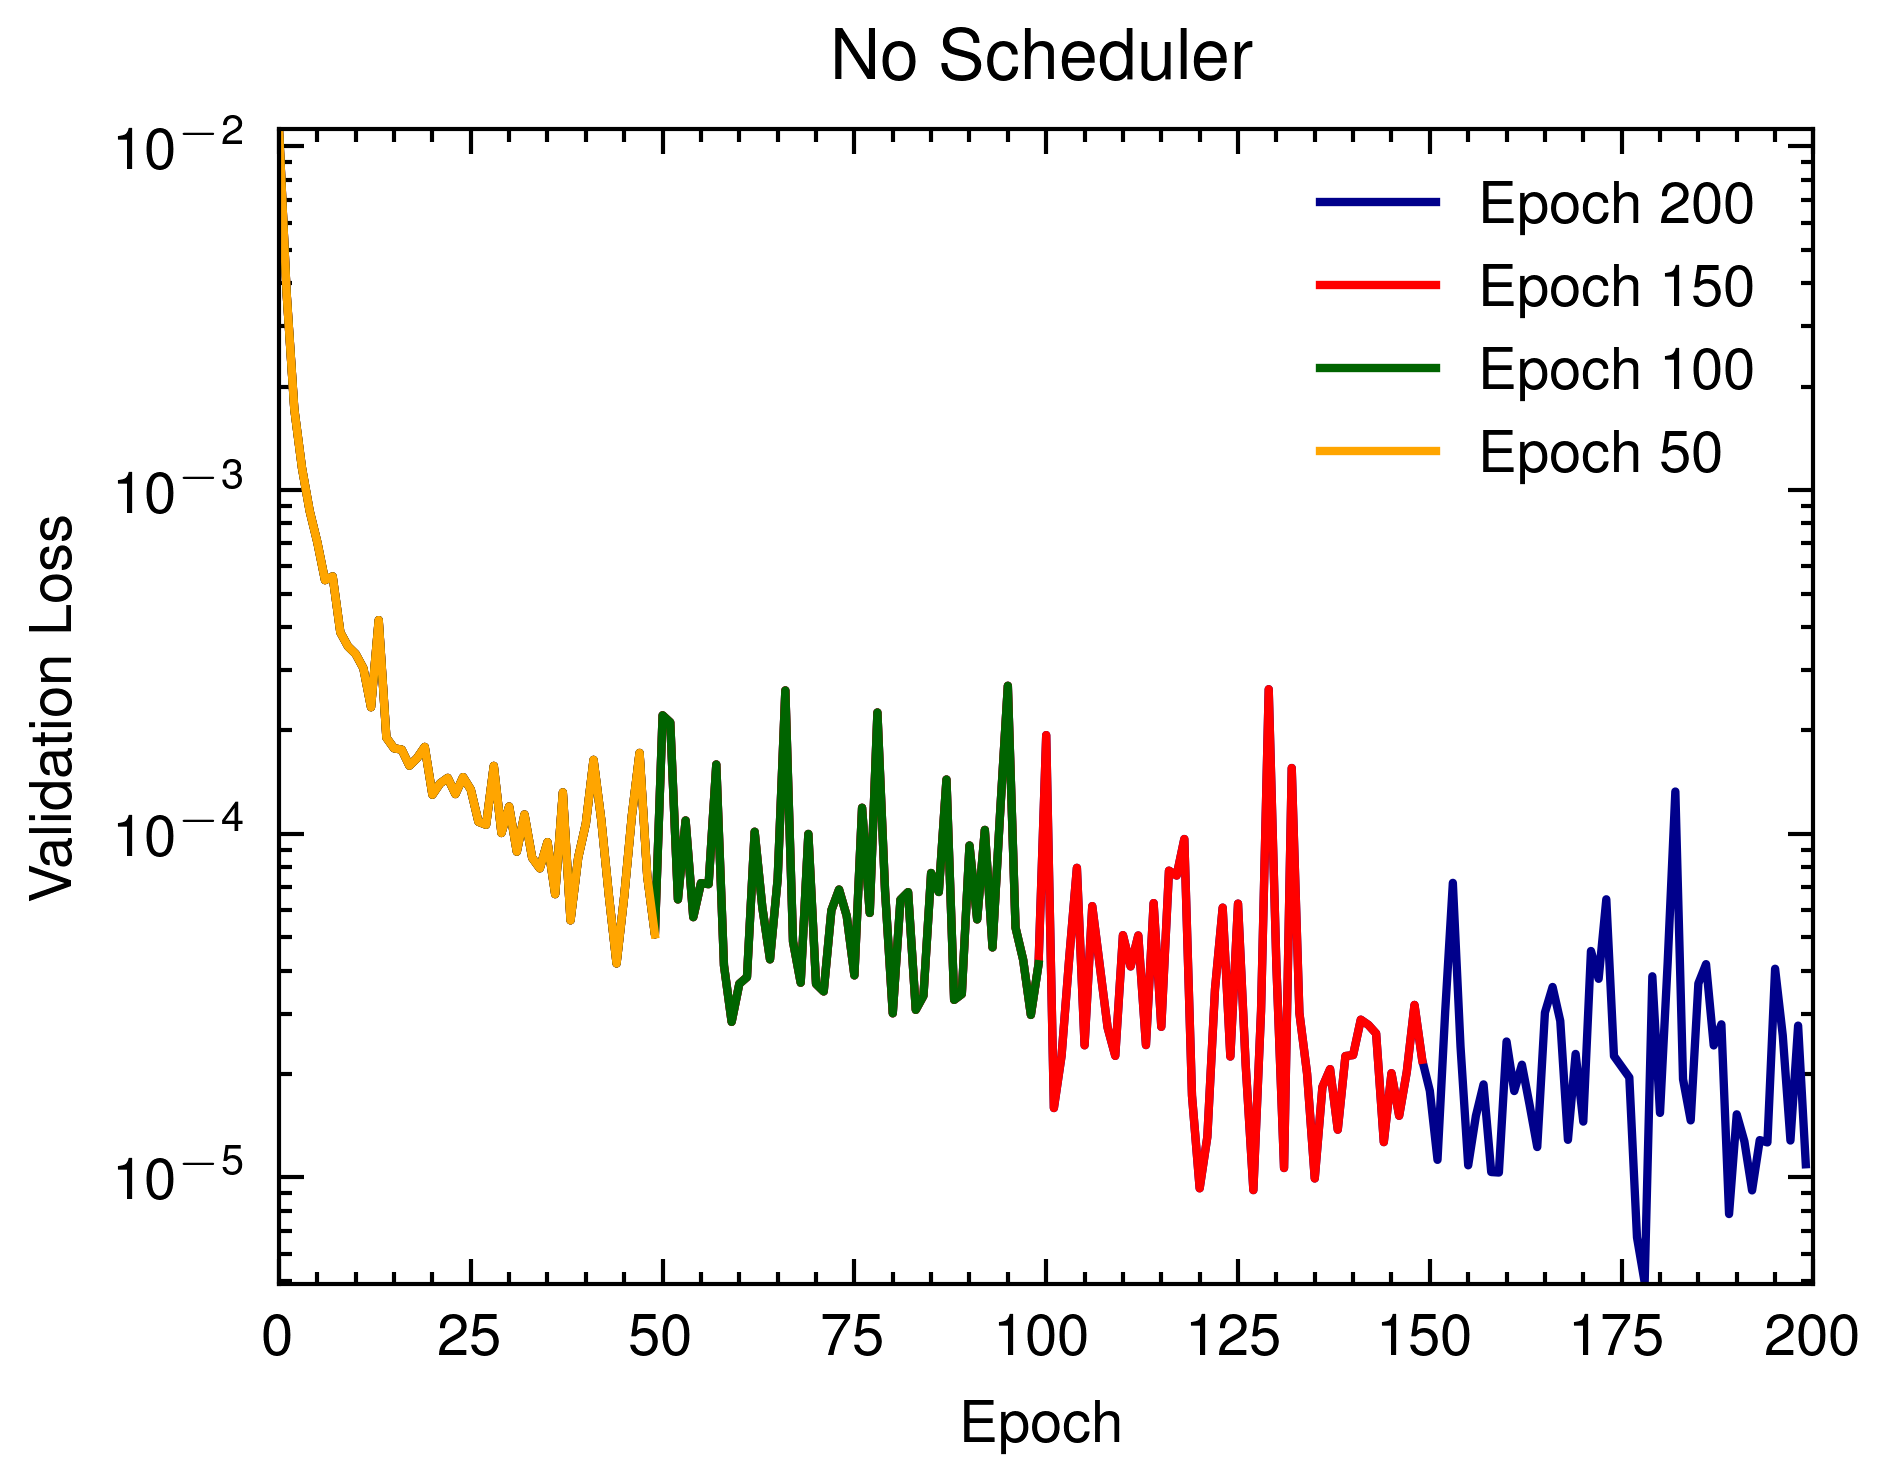 No Scheduler
10⁻²
10⁻³
10⁻⁴
10⁻⁵
Validation Loss
Epoch 200
Epoch 150
Epoch 100
Epoch 50
0 25 50 75 100 125 150 175 200
Epoch